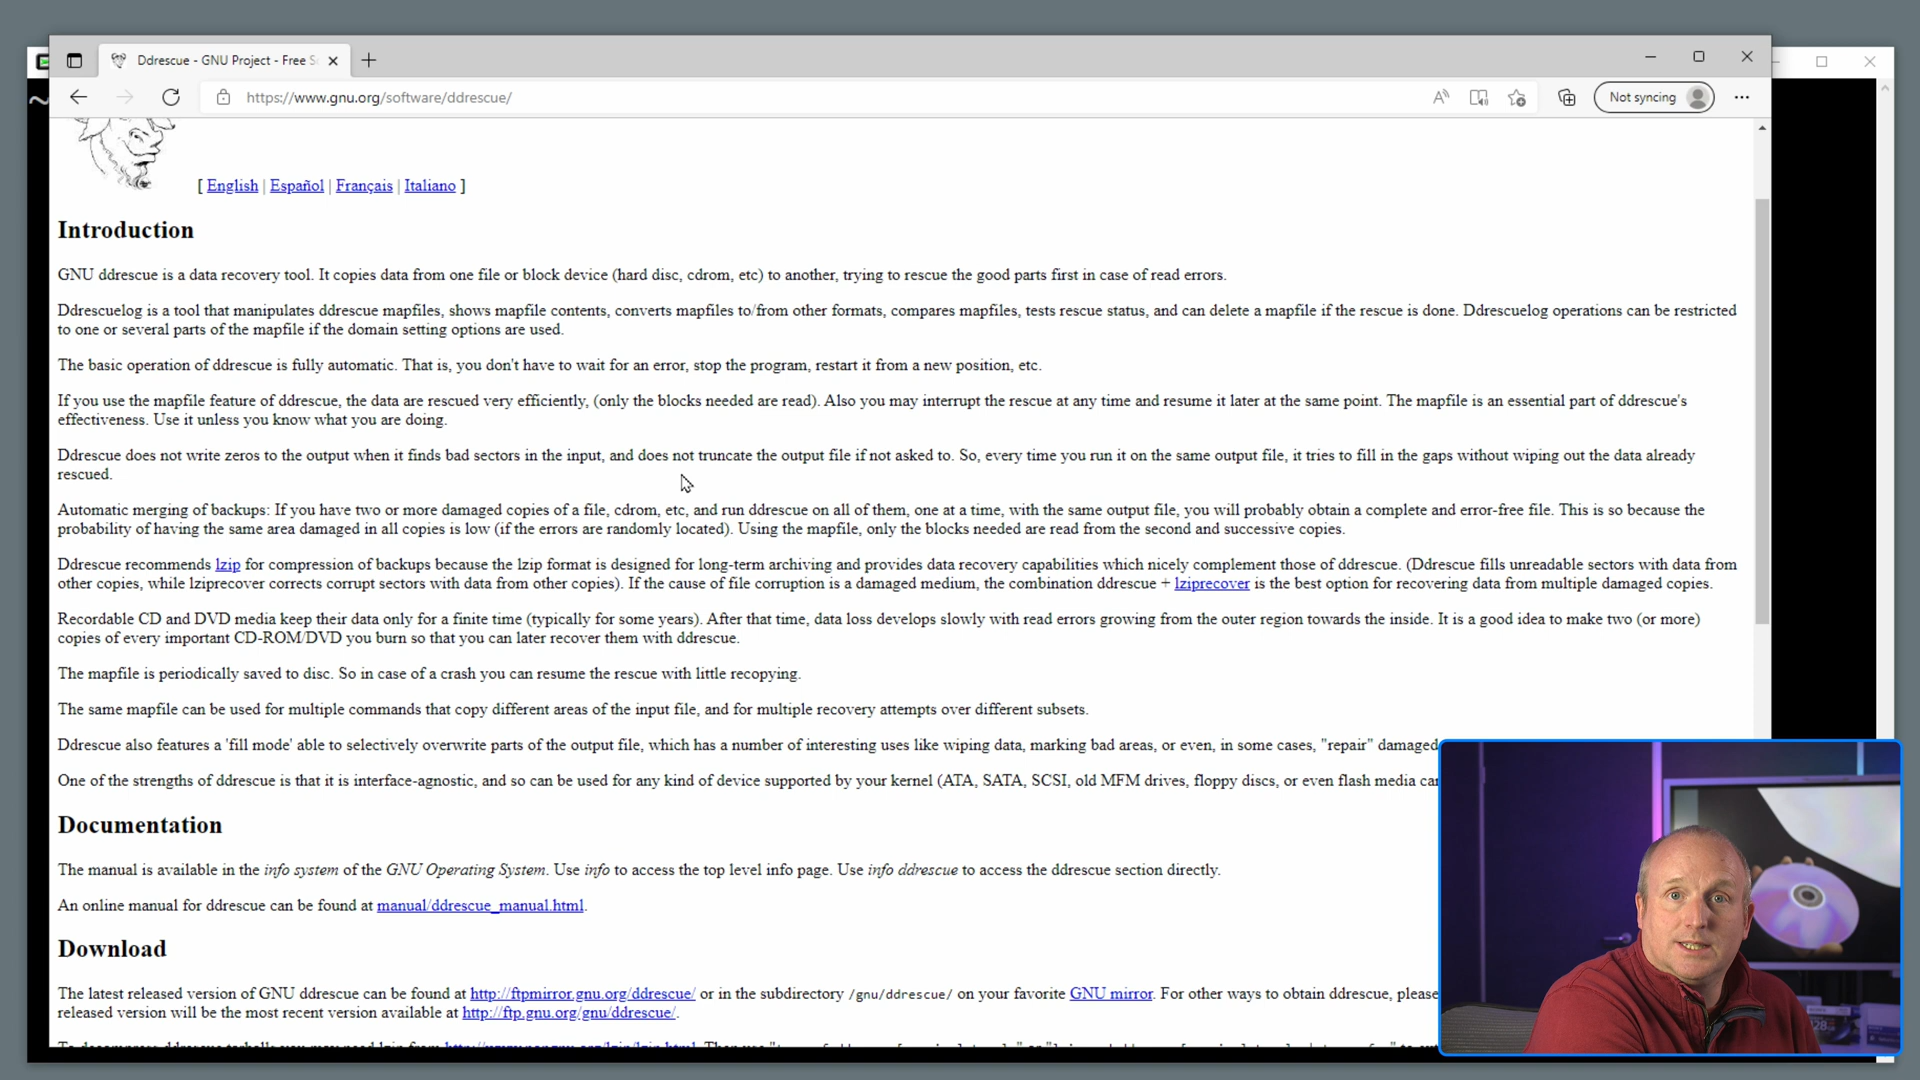 Ddrescue - GNU Project - Free S
https://www.gnu.org/software/ddrescue/
Not syncing
[ English | Español | Français | Italiano ]
Introduction
GNU ddrescue is a data recovery tool. It copies data from one file or block device (hard disc, cdrom, etc) to another, trying to rescue the good parts first in case of read errors.
Ddrescuelog is a tool that manipulates ddrescue mapfiles, shows mapfile contents, converts mapfiles to/from other formats, compares mapfiles, tests rescue status, and can delete a mapfile if the rescue is done. Ddrescuelog operations can be restricted
to one or several parts of the mapfile if the domain setting options are used.
The basic operation of ddrescue is fully automatic. That is, you don't have to wait for an error, stop the program, restart it from a new position, etc.
If you use the mapfile feature of ddrescue, the data are rescued very efficiently, (only the blocks needed are read). Also you may interrupt the rescue at any time and resume it later at the same point. The mapfile is an essential part of ddrescue's
effectiveness. Use it unless you know what you are doing.
Ddrescue does not write zeros to the output when it finds bad sectors in the input, and does not truncate the output file if not asked to. So, every time you run it on the same output file, it tries to fill in the gaps without wiping out the data already
rescued.
Automatic merging of backups: If you have two or more damaged copies of a file, cdrom, etc, and run ddrescue on all of them, one at a time, with the same output file, you will probably obtain a complete and error-free file. This is so because the
probability of having the same area damaged in all copies is low (if the errors are randomly located). Using the mapfile, only the blocks needed are read from the second and successive copies.
Ddrescue recommends lzip for compression of backups because the lzip format is designed for long-term archiving and provides data recovery capabilities which nicely complement those of ddrescue. (Ddrescue fills unreadable sectors with data from
other copies, while lziprecover corrects corrupt sectors with data from other copies). If the cause of file corruption is a damaged medium, the combination ddrescue + lziprecover is the best option for recovering data from multiple damaged copies.
Recordable CD and DVD media keep their data only for a finite time (typically for some years). After that time, data loss develops slowly with read errors growing from the outer region towards the inside. It is a good idea to make two (or more)
copies of every important CD-ROM/DVD you burn so that you can later recover them with ddrescue.
The mapfile is periodically saved to disc. So in case of a crash you can resume the rescue with little recopying.
The same mapfile can be used for multiple commands that copy different areas of the input file, and for multiple recovery attempts over different subsets.
Ddrescue also features a 'fill mode' able to selectively overwrite parts of the output file, which has a number of interesting uses like wiping data, marking bad areas, or even, in some cases, "repair" damaged
One of the strengths of ddrescue is that it is interface-agnostic, and so can be used for any kind of device supported by your kernel (ATA, SATA, SCSI, old MFM drives, floppy discs, or even flash media car
Documentation
The manual is available in the info system of the GNU Operating System. Use info to access the top level info page. Use info ddrescue to access the ddrescue section directly.
An online manual for ddrescue can be found at manual/ddrescue_manual.html.
Download
The latest released version of GNU ddrescue can be found at http://ftpmirror.gnu.org/ddrescue/ or in the subdirectory /gnu/ddrescue/ on your favorite GNU mirror. For other ways to obtain ddrescue, please
released version will be the most recent version available at http://ftp.gnu.org/gnu/ddrescue/.